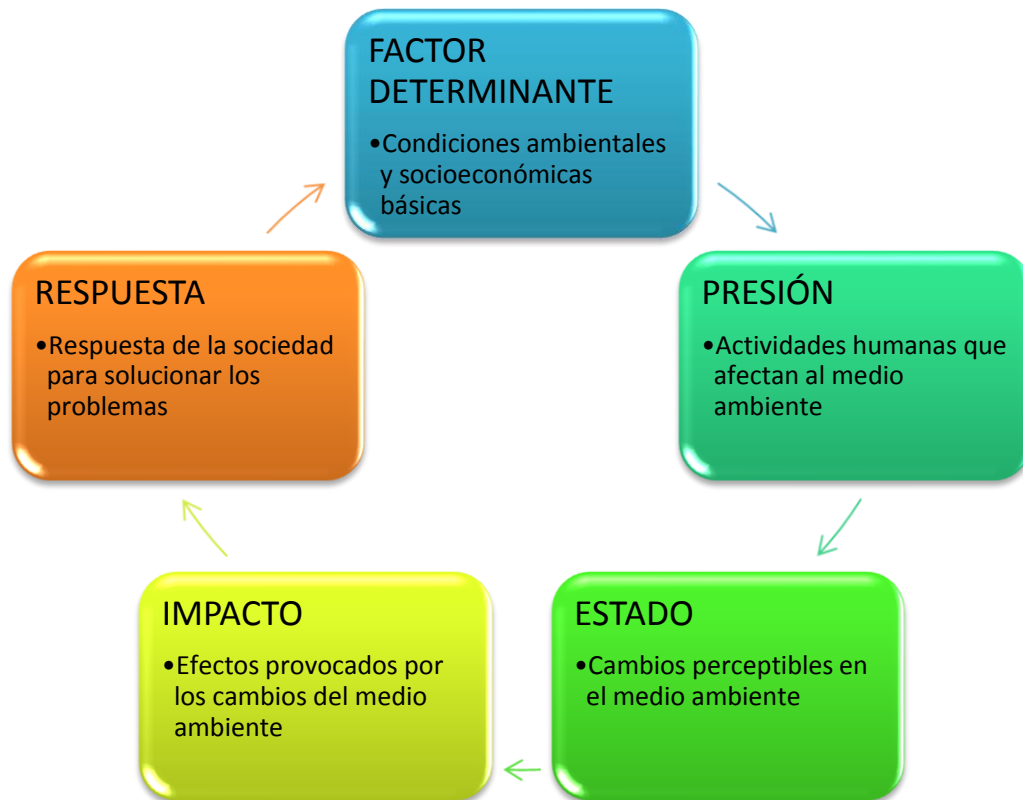 FACTOR
DETERMINANTE
•Condiciones ambientales
y socioeconómicas
básicas
PRESIÓN
•Actividades humanas que
afectan al medio
ambiente
ESTADO
•Cambios perceptibles en
el medio ambiente
IMPACTO
•Efectos provocados por
los cambios del medio
ambiente
RESPUESTA
•Respuesta de la sociedad
para solucionar los
problemas